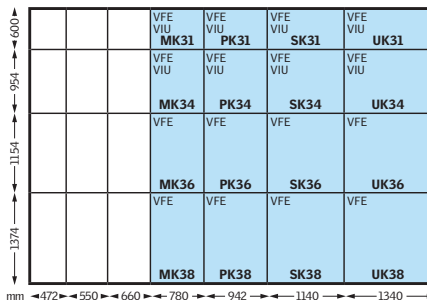 600
VFE VFE VFE VFE
VIU VIU VIU VIU
MK31 PK31 SK31 UK31
954
VFE VFE VFE VFE
VIU VIU VIU VIU
MK34 PK34 SK34 UK34
1154
VFE VFE VFE VFE
MK36 PK36 SK36 UK36
1374
VFE VFE VFE VFE
MK38 PK38 SK38 UK38
mm 472 550 660 780 942 1140 1340